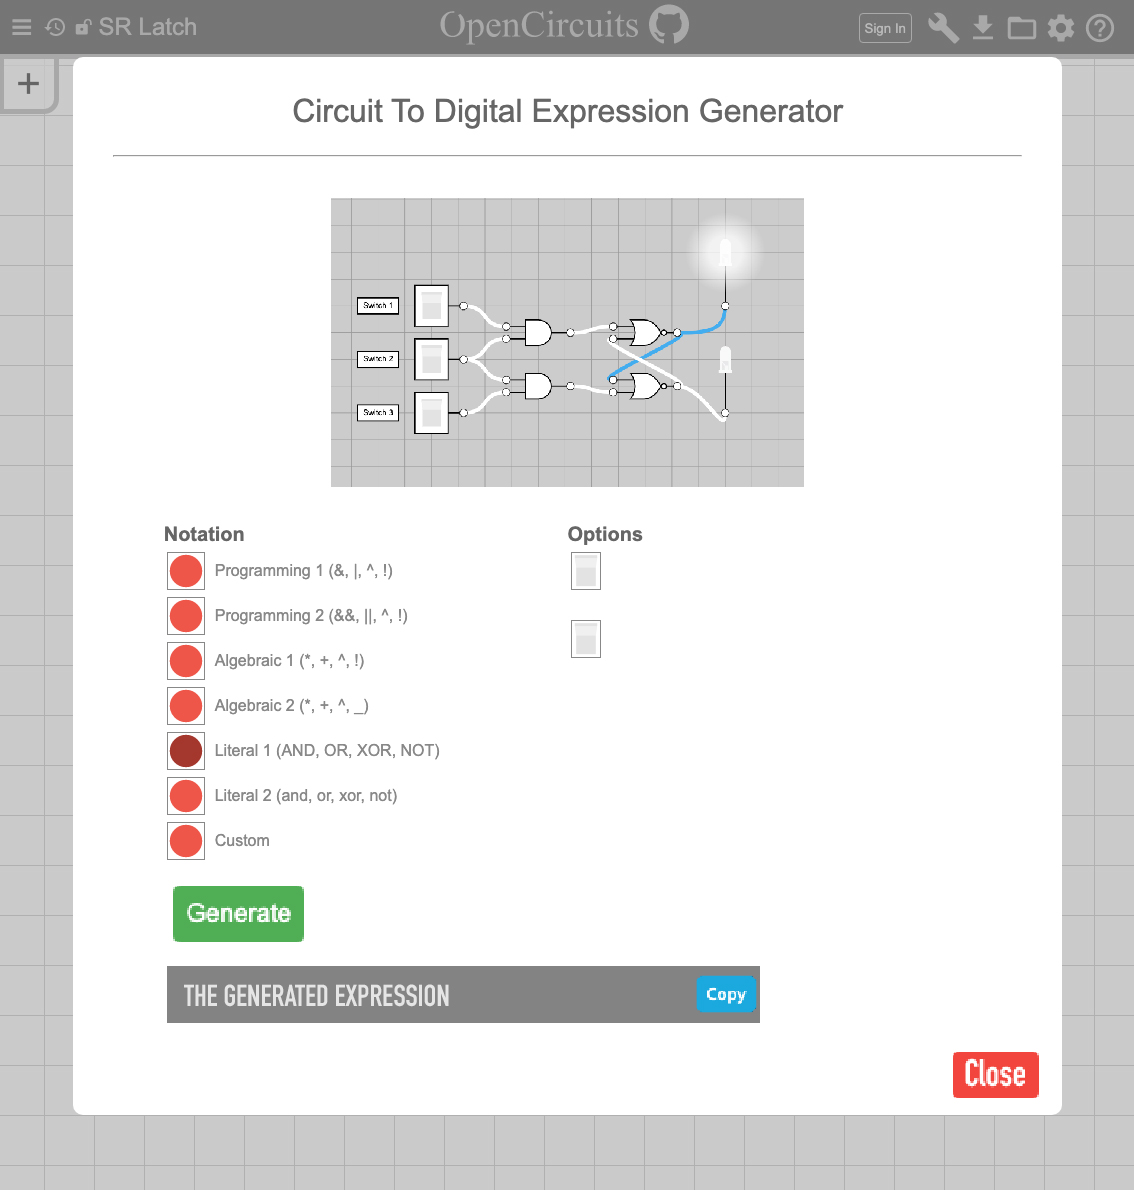 SR Latch
OpenCircuits
Sign In
Circuit To Digital Expression Generator
Switch 1
Switch 2
Switch 3
Notation
Programming 1 (&, |, ^, !)
Programming 2 (&&, ||, ^, !)
Algebraic 1 (*, +, ^, !)
Algebraic 2 (*, +, ^, _)
Literal 1 (AND, OR, XOR, NOT)
Literal 2 (and, or, xor, not)
Custom
Options
Generate
THE GENERATED EXPRESSION
Copy
Close